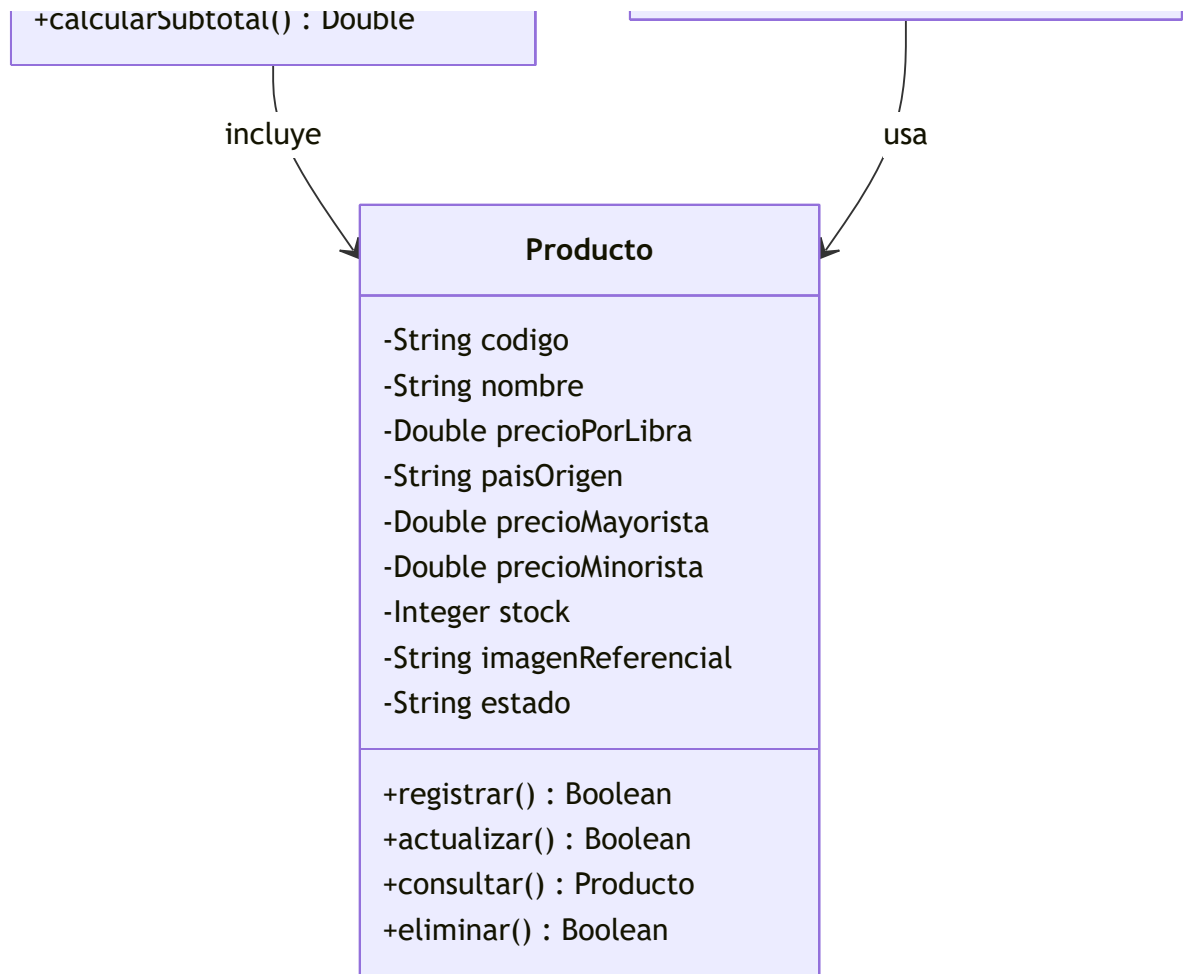 +calcularSubtotal() : Double
incluye
usa
Producto
-String codigo
-String nombre
-Double precioPorLibra
-String paisOrigen
-Double precioMayorista
-Double precioMinorista
-Integer stock
-String imagenReferencial
-String estado
+registrar() : Boolean
+actualizar() : Boolean
+consultar() : Producto
+eliminar() : Boolean